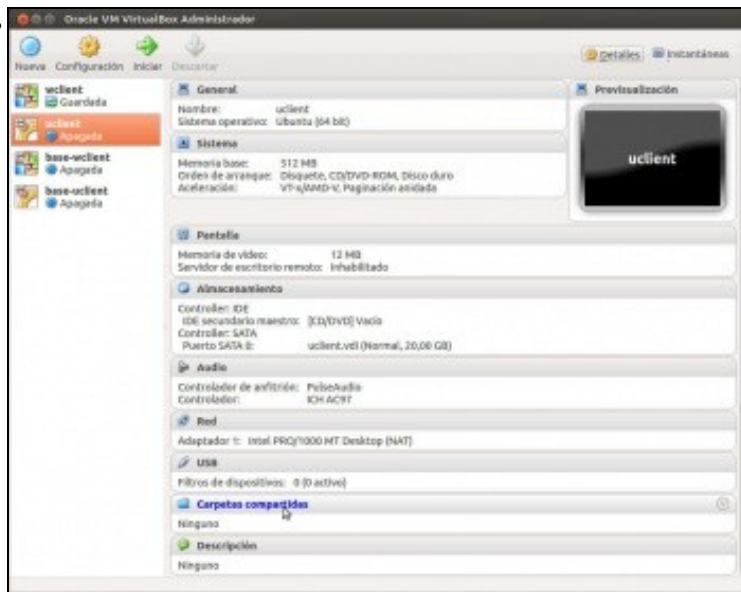 Oracle VM VirtualBox Administrador
Nueva Configuración Iniciar Descartar
Detalles Instantáneas
wclient
Guardada
uclient
Apagada
base-wclient
Apagada
base-uclient
Apagada
General
Nombre: uclient
Sistema operativo: Ubuntu (64 bit)
Sistema
Memoria base: 512 MB
Orden de arranque: Disquete, CD/DVD-ROM, Disco duro
Aceleración: VT-x/AMD-V, Paginación anidada
Previsualización
uclient
Pantalla
Memoria de vídeo: 12 MB
Servidor de escritorio remoto: Inhabilitado
Almacenamiento
Controller: IDE
IDE secundario maestro: [CD/DVD] Vacío
Controller: SATA
Puerto SATA 0: uclient.vdi (Normal, 20,00 GB)
Audio
Controlador de anfitrión: PulseAudio
Controlador: ICH AC97
Red
Adaptador 1: Intel PRO/1000 MT Desktop (NAT)
USB
Filtros de dispositivos: 0 (0 activo)
Carpetas compartidas
Ninguno
Descripción
Ninguno